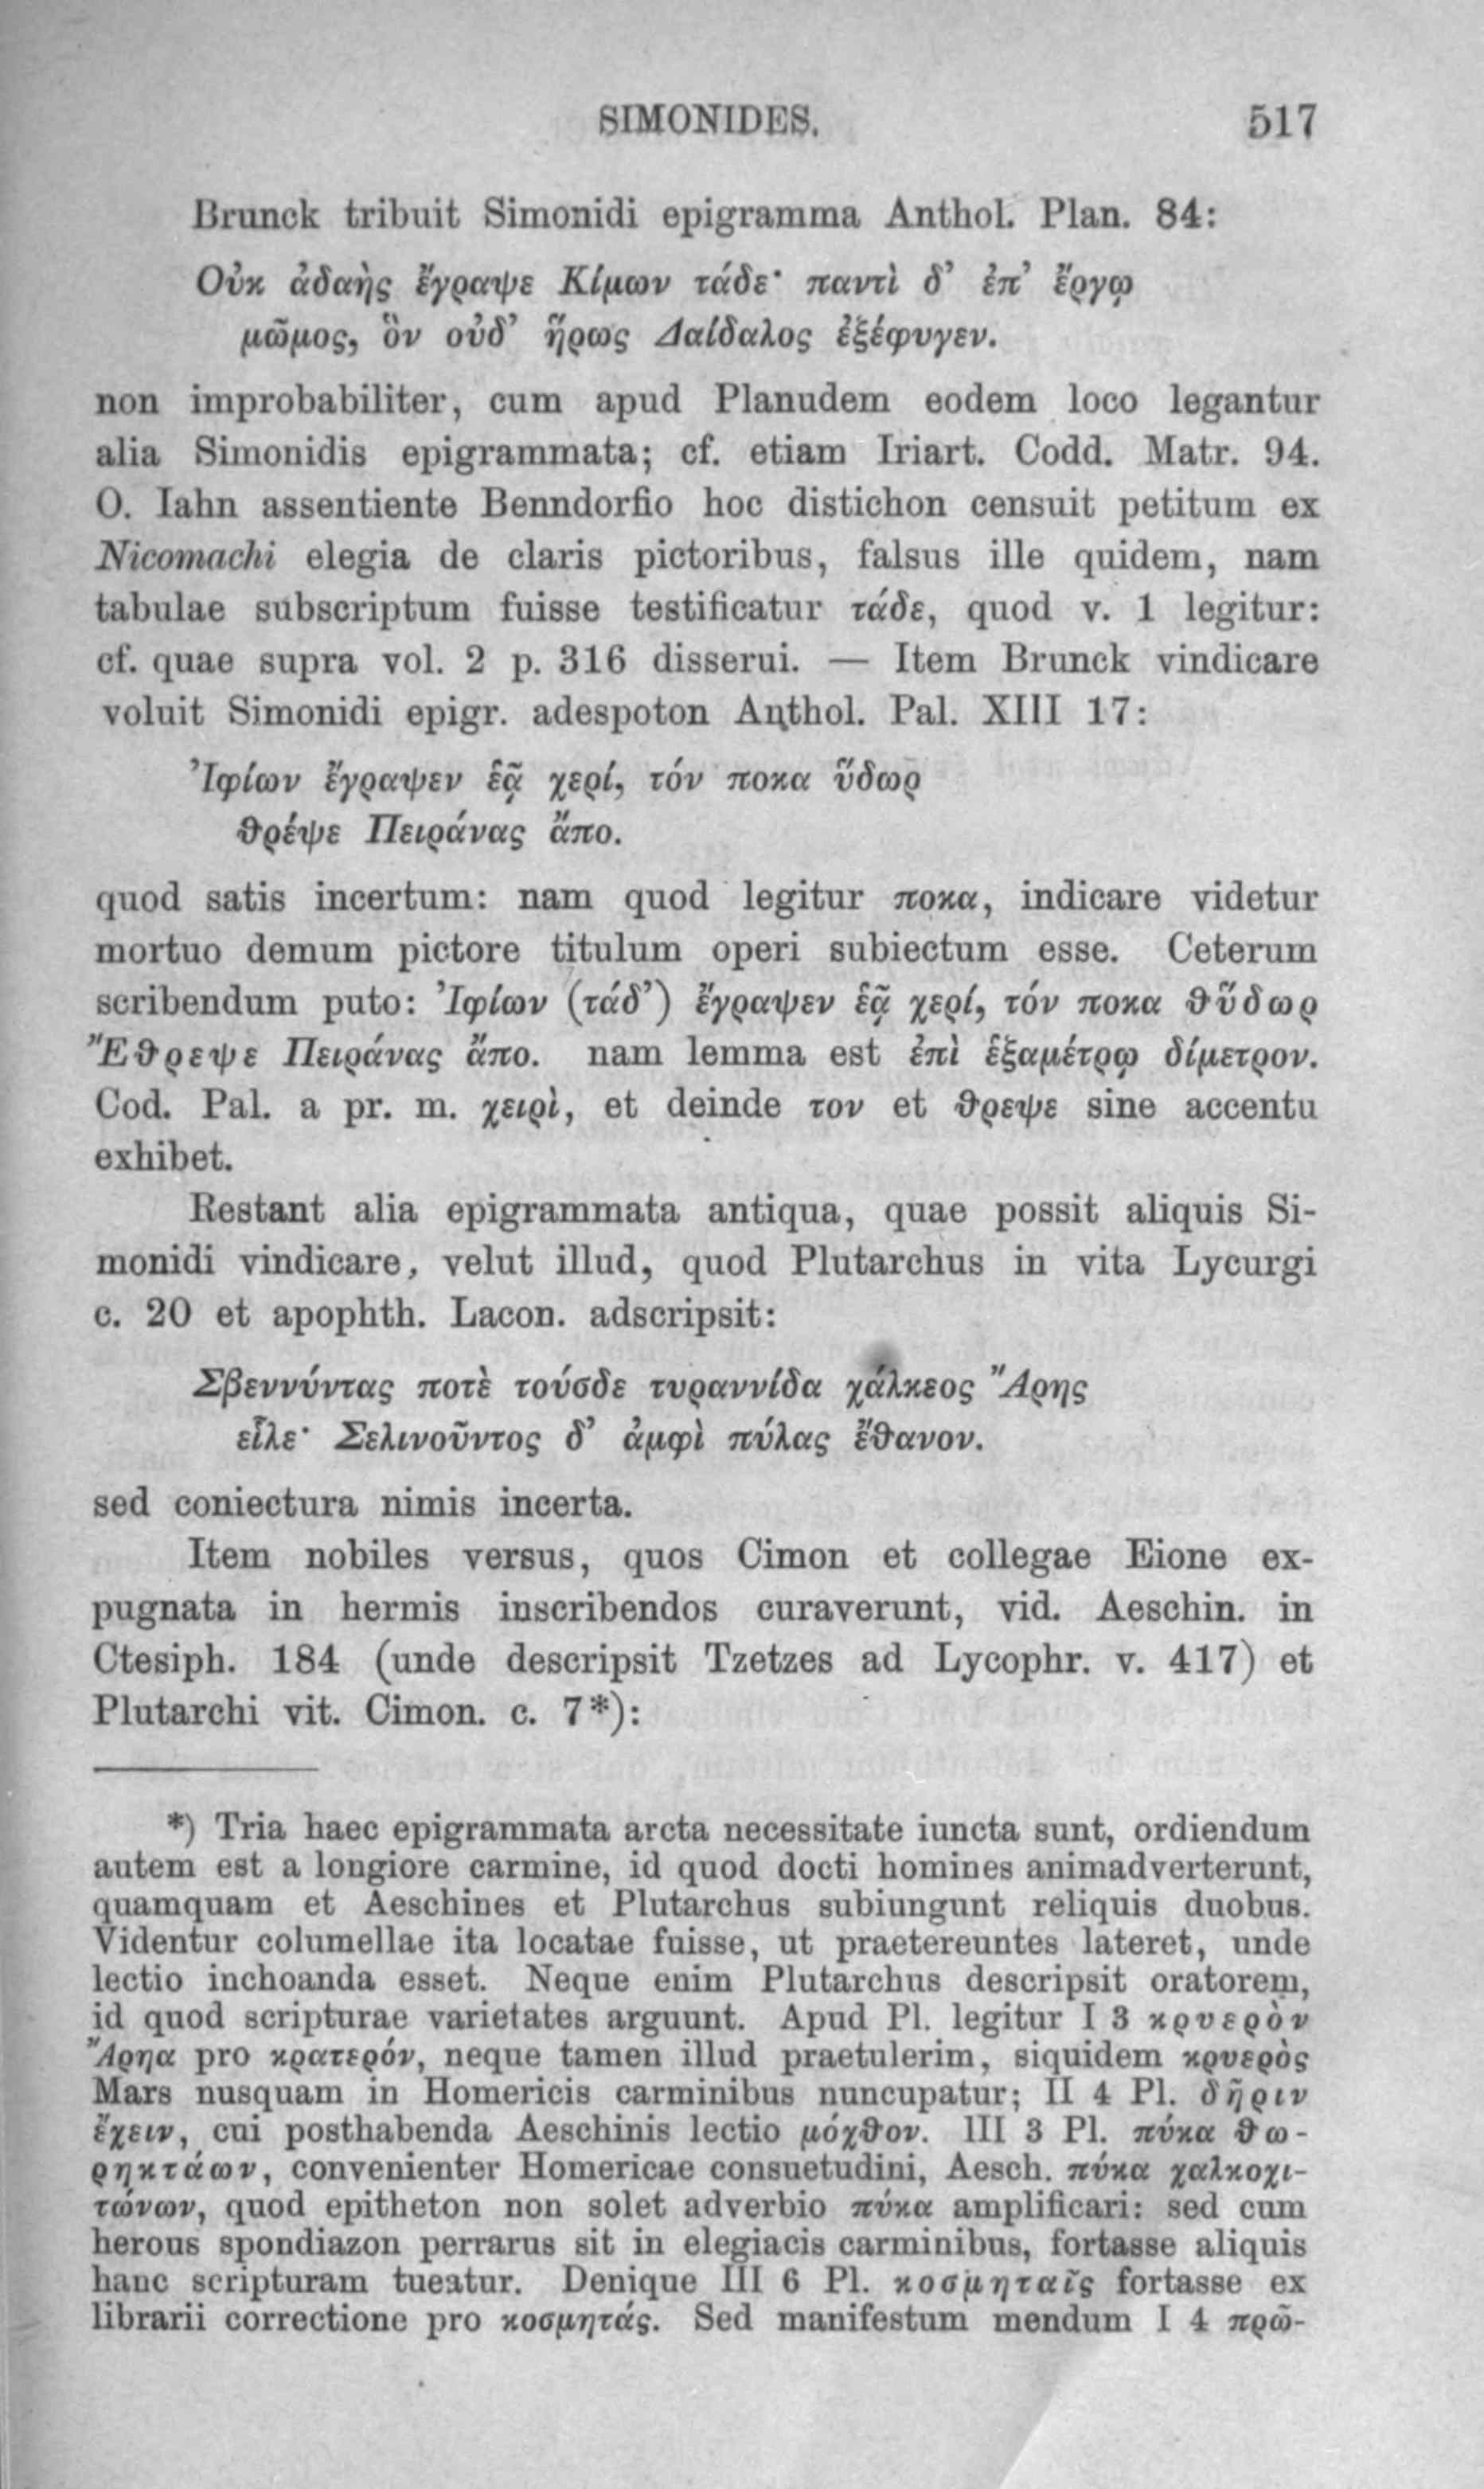 SIMONIDES. 517
Brunck tribuit Simonidi epigramma Anthol. Plan. 84:
Οὐκ ἀδαὴς ἔγραψε Κίμων τάδε· παντὶ δ’ ἐπ’ ἔργῳ
μῶμος, ὃν οὐδ’ ἥρως Δαίδαλος ἐξέφυγεν.
non improbabiliter, cum apud Planudem eodem loco legantur
alia Simonidis epigrammata; cf. etiam Iriart. Codd. Matr. 94.
O. Iahn assentiente Benndorfio hoc distichon censuit petitum ex
Nicomachi elegia de claris pictoribus, falsus ille quidem, nam
tabulae subscriptum fuisse testificatur τάδε, quod v. 1 legitur:
cf. quae supra vol. 2 p. 316 disserui. — Item Brunck vindicare
voluit Simonidi epigr. adespoton Anthol. Pal. XIII 17:
Ἰφίων ἔγραψεν ἑᾷ χερί, τόν ποκα ὕδωρ
θρέψε Πειράνας ἄπο.
quod satis incertum: nam quod legitur ποκα, indicare videtur
mortuo demum pictore titulum operi subiectum esse. Ceterum
scribendum puto: Ἰφίων (τάδ’) ἔγραψεν ἑᾷ χερί, τόν ποκα θὕδωρ
Ἔθρεψε Πειράνας ἄπο. nam lemma est ἐπὶ ἑξαμέτρῳ δίμετρον.
Cod. Pal. a pr. m. χειρὶ, et deinde τον et θρεψε sine accentu
exhibet.
Restant alia epigrammata antiqua, quae possit aliquis Si-
monidi vindicare, velut illud, quod Plutarchus in vita Lycurgi
c. 20 et apophth. Lacon. adscripsit:
Σβεννύντας ποτὲ τούσδε τυραννίδα χάλκεος Ἄρης
εἷλε· Σελινοῦντος δ’ ἀμφὶ πύλας ἔθανον.
sed coniectura nimis incerta.
Item nobiles versus, quos Cimon et collegae Eione ex-
pugnata in hermis inscribendos curaverunt, vid. Aeschin. in
Ctesiph. 184 (unde descripsit Tzetzes ad Lycophr. v. 417) et
Plutarchi vit. Cimon. c. 7*):
*) Tria haec epigrammata arcta necessitate iuncta sunt, ordiendum
autem est a longiore carmine, id quod docti homines animadverterunt,
quamquam et Aeschines et Plutarchus subiungunt reliquis duobus.
Videntur columellae ita locatae fuisse, ut praetereuntes lateret, unde
lectio inchoanda esset. Neque enim Plutarchus descripsit oratorem,
id quod scripturae varietates arguunt. Apud Pl. legitur I 3 κρυερὸν
Ἄρηα pro κρατερόν, neque tamen illud praetulerim, siquidem κρυερὸς
Mars nusquam in Homericis carminibus nuncupatur; II 4 Pl. δῆριν
ἔχειν, cui posthabenda Aeschinis lectio μόχθον. III 3 Pl. πύκα θω-
ρηκτάων, convenienter Homericae consuetudini, Aesch. πύκα χαλκοχι-
τώνων, quod epitheton non solet adverbio πύκα amplificari: sed cum
herous spondiazon perrarus sit in elegiacis carminibus, fortasse aliquis
hanc scripturam tueatur. Denique III 6 Pl. κοσμηταῖς fortasse ex
librarii correctione pro κοσμητάς. Sed manifestum mendum I 4 πρῶ-